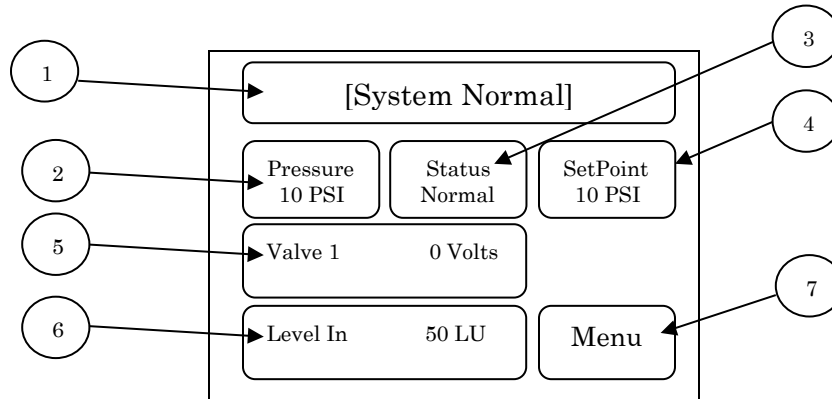 3
1
[System Normal]
4
2
Pressure
10 PSI
Status
Normal
SetPoint
10 PSI
5
Valve 1 0 Volts
7
6
Level In 50 LU
Menu